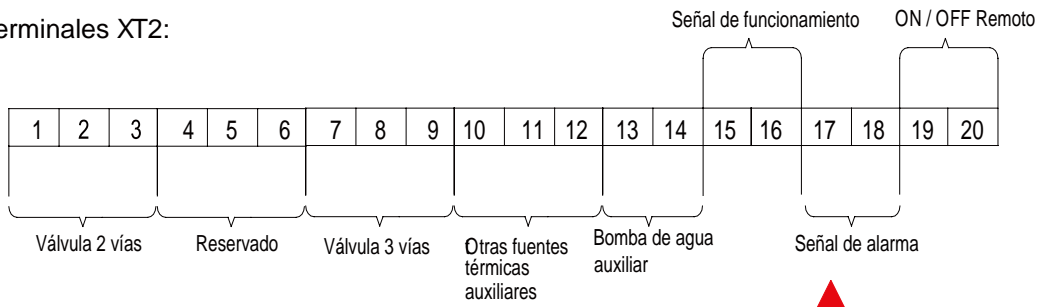 erminales XT2:
Señal de funcionamiento
ON / OFF Remoto
1 2 3 4 5 6 7 8 9 10 11 12 13 14 15 16 17 18 19 20
Válvula 2 vías
Reservado
Válvula 3 vías
Otras fuentes
térmicas
auxiliares
Bomba de agua
auxiliar
Señal de alarma